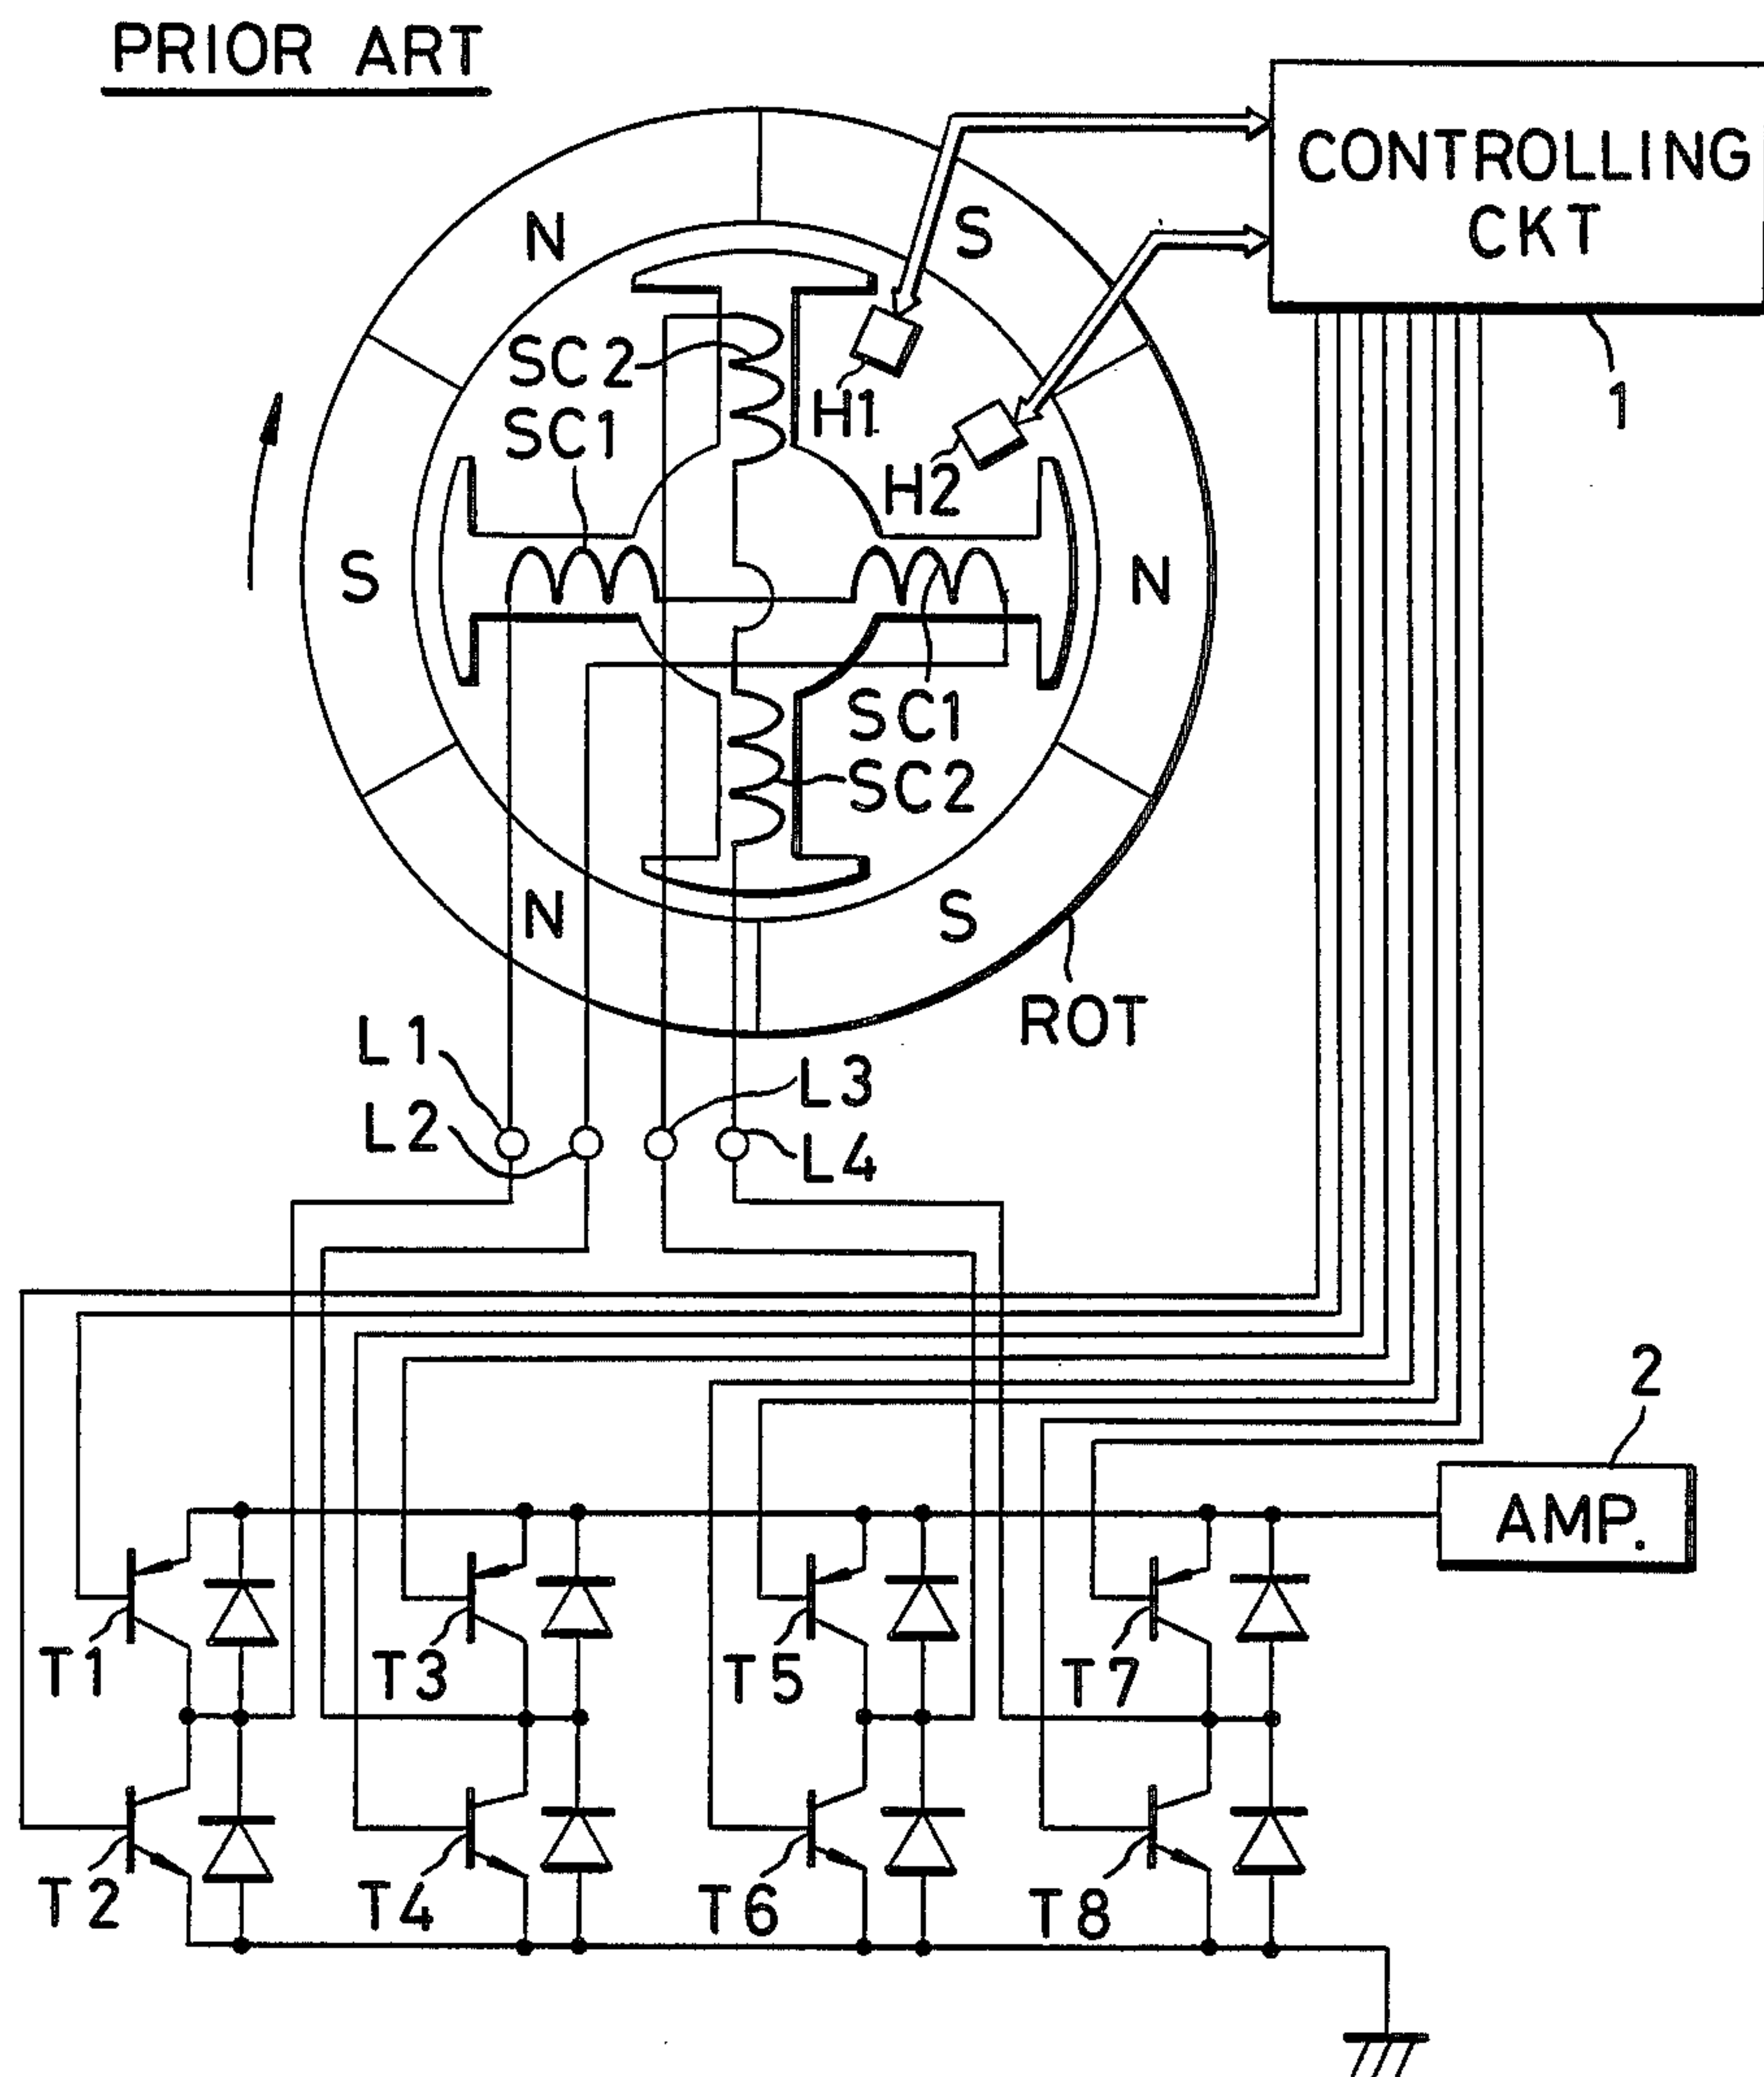 PRIOR ART
CONTROLLING
CKT
1
N
S
SC2
SC1
H1
H2
S
N
SC1
SC2
N
S
ROT
L1
L2
L3
L4
2
AMP.
T1
T3
T5
T7
T2
T4
T6
T8